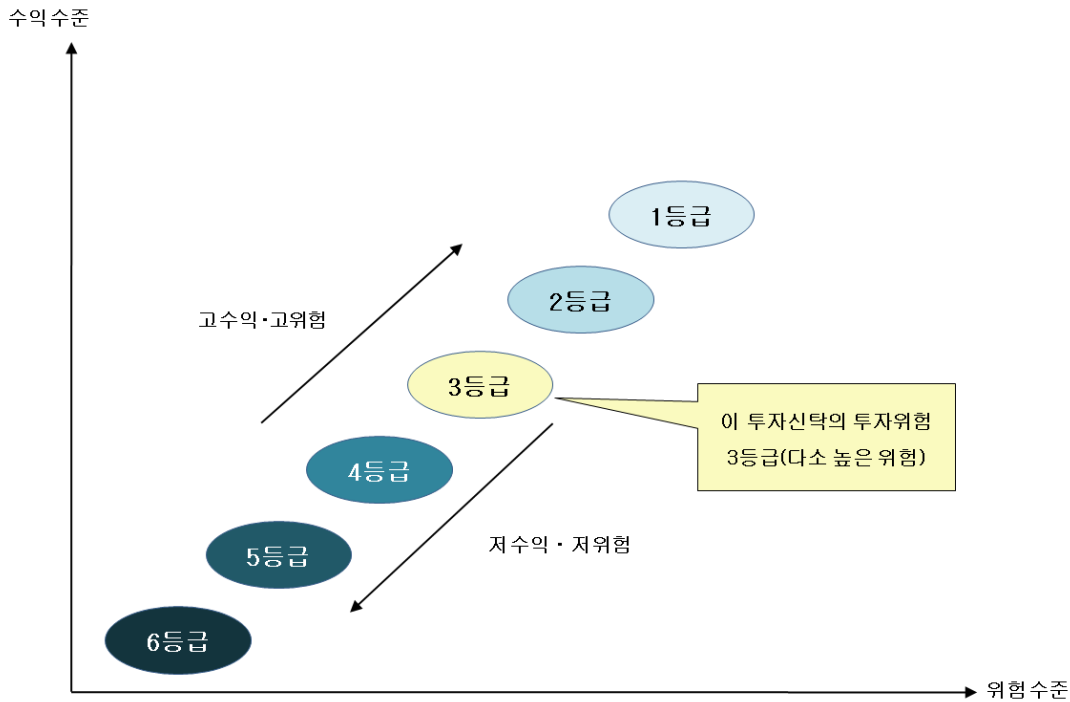 수익수준
1등급
2등급
고수익·고위험
3등급
이 투자신탁의 투자위험
3등급(다소 높은 위험)
4등급
저수익 · 저위험
5등급
6등급
위험수준